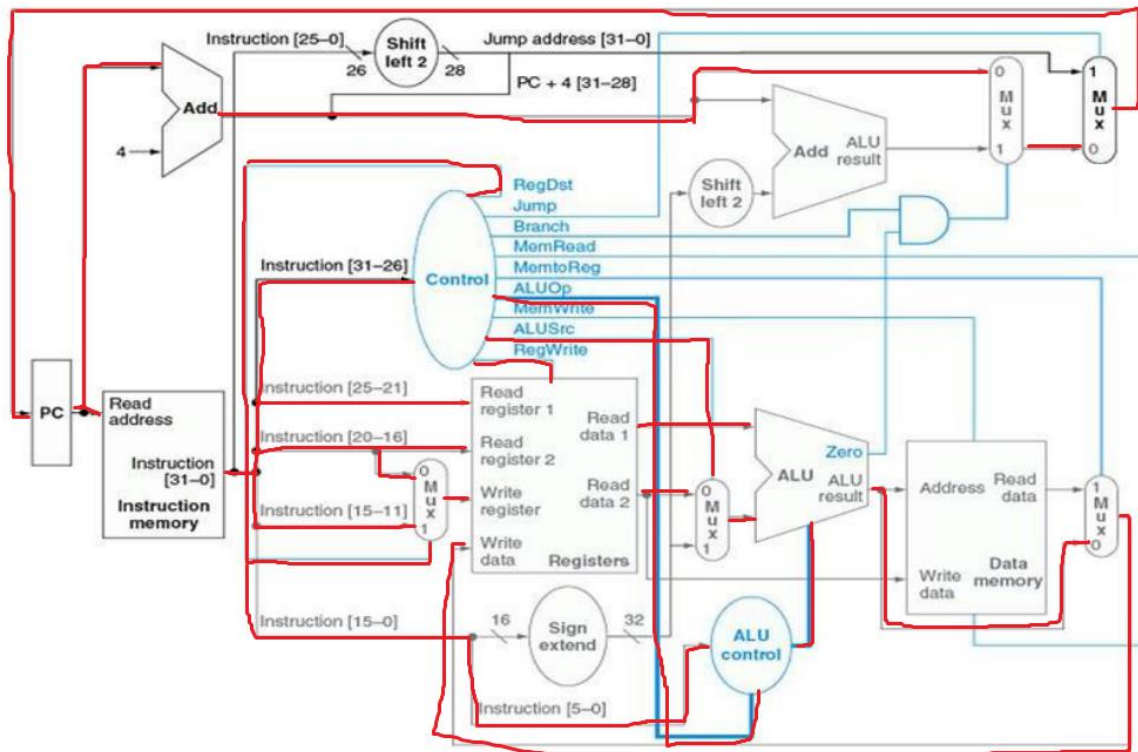 Instruction [25–0]
26
Shift
left 2
28
Jump address [31–0]
PC + 4 [31–28]
Add
4
0
M
u
x
1
1
M
u
x
0
Add
ALU
result
Shift
left 2
RegDst
Jump
Branch
MemRead
MemtoReg
ALUOp
MemWrite
ALUSrc
RegWrite
Instruction [31–26]
Control
PC
Read
address
Instruction
[31–0]
Instruction
memory
Instruction [25–21]
Instruction [20–16]
Instruction [15–11]
0
M
u
x
1
Read
register 1
Read
register 2
Write
register
Write
data
Read
data 1
Read
data 2
Registers
0
M
u
x
1
Zero
ALU
ALU
result
Address
Read
data
Write
data
Data
memory
1
M
u
x
0
Instruction [15–0]
16
Sign
extend
32
ALU
control
Instruction [5–0]